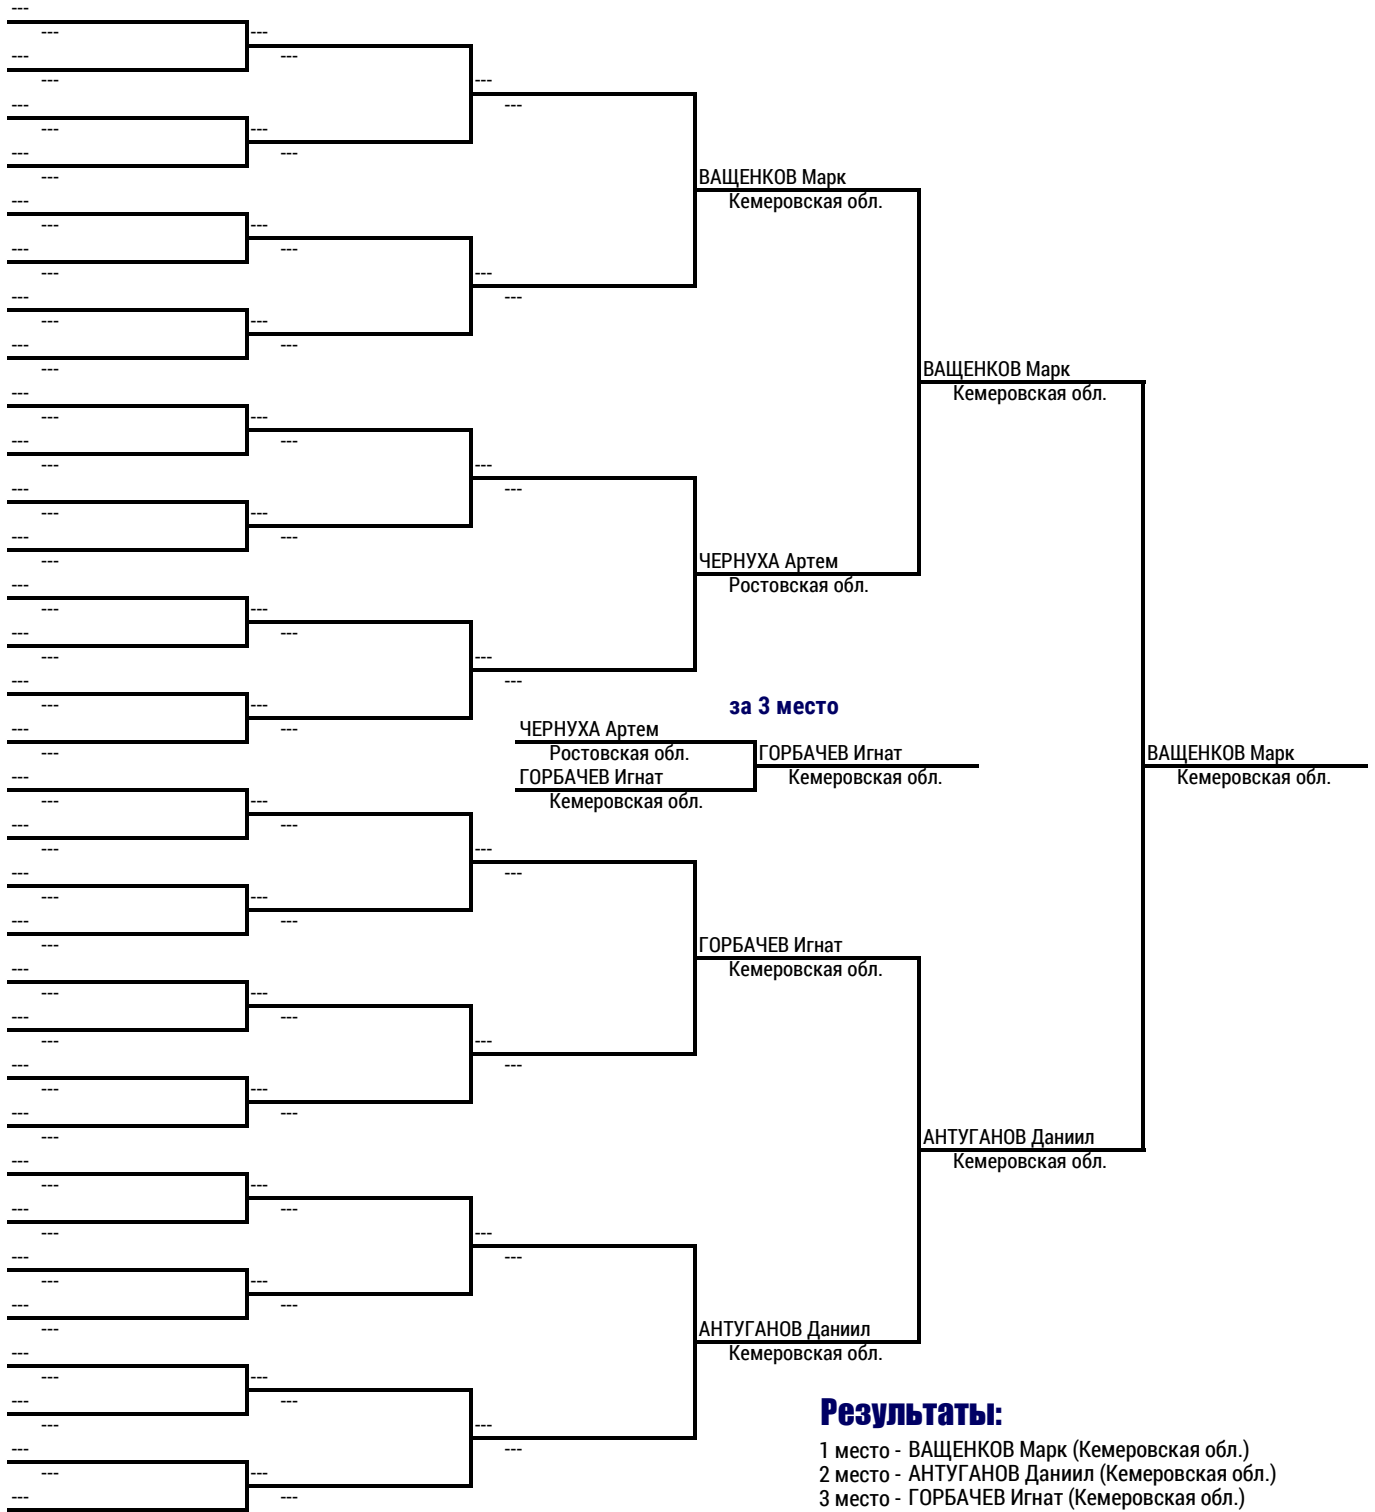 ---
--- ---
--- ---
--- ---
--- ---
--- ---
--- ---
--- ВАЩЕНКОВ Марк
--- Кемеровская обл.
--- ---
--- ---
--- ---
--- ---
--- ---
--- ---
--- ВАЩЕНКОВ Марк
--- Кемеровская обл.
--- ---
--- ---
--- ---
--- ---
--- ---
--- ---
--- ЧЕРНУХА Артем
--- Ростовская обл.
--- ---
--- ---
--- ---
--- ---
--- --- за 3 место
--- --- ЧЕРНУХА Артем
--- Ростовская обл. ГОРБАЧЕВ Игнат ВАЩЕНКОВ Марк
--- ГОРБАЧЕВ Игнат Кемеровская обл. Кемеровская обл.
--- --- Кемеровская обл.
--- ---
--- ---
--- ---
--- ---
--- ---
--- ГОРБАЧЕВ Игнат
--- Кемеровская обл.
--- ---
--- ---
--- ---
--- ---
--- ---
--- ---
--- АНТУГАНОВ Даниил
--- Кемеровская обл.
--- ---
--- ---
--- ---
--- ---
--- ---
--- ---
--- АНТУГАНОВ Даниил
--- Кемеровская обл.
--- ---
--- ---
Результаты:
--- ---
--- --- 1 место - ВАЩЕНКОВ Марк (Кемеровская обл.)
--- --- 2 место - АНТУГАНОВ Даниил (Кемеровская обл.)
--- --- 3 место - ГОРБАЧЕВ Игнат (Кемеровская обл.)